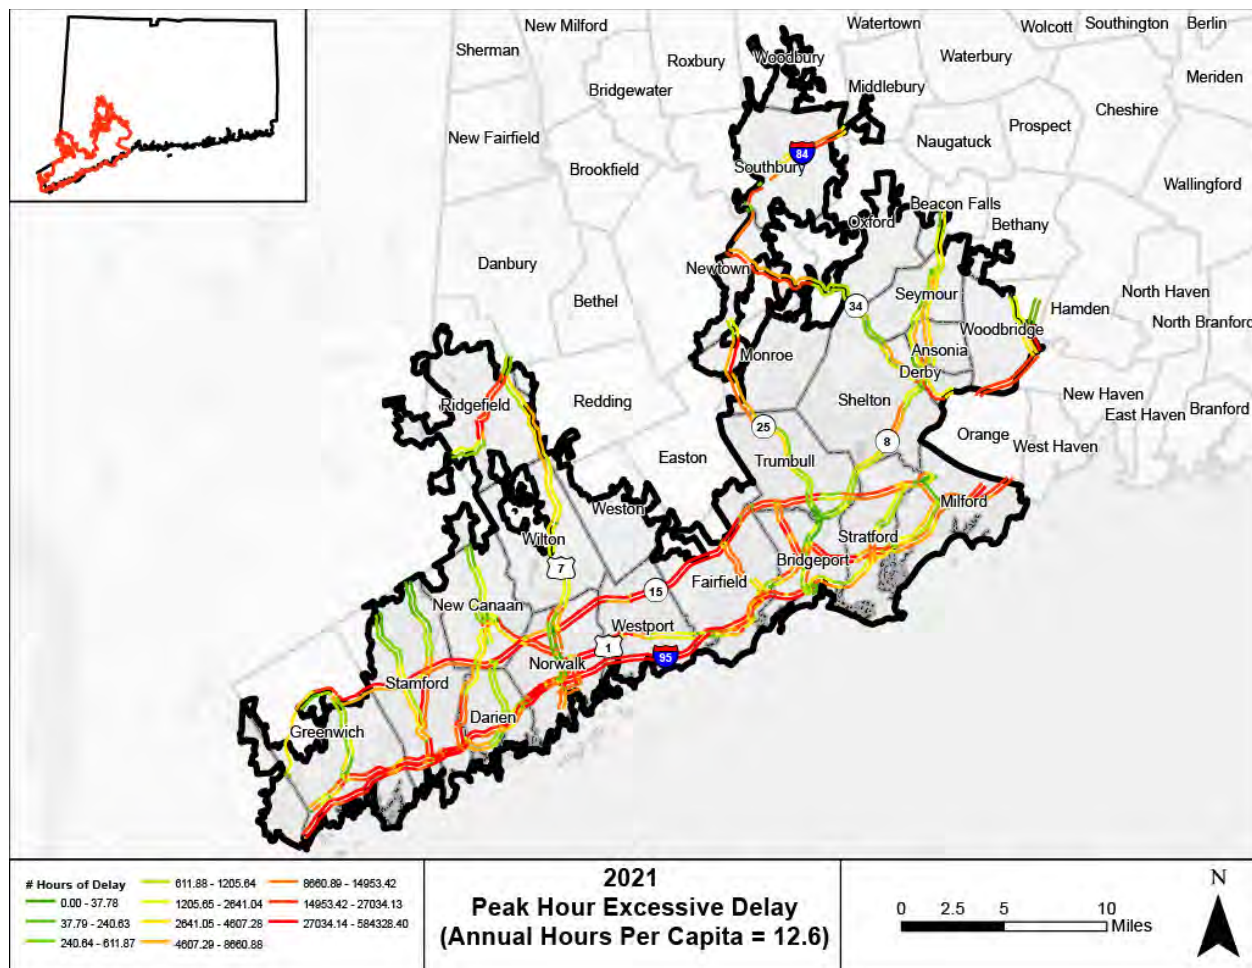 New Milford
Watertown
Wolcott
Southington
Berlin
Sherman
Roxbury
Woodbury
Waterbury
Meriden
Bridgewater
Middlebury
Cheshire
New Fairfield
Naugatuck
Prospect
Brookfield
84
Southbury
Wallingford
Beacon Falls
Oxford
Bethany
Danbury
Newtown
Bethel
Seymour
North Haven
34
Hamden
Woodbridge
North Branford
Monroe
Ansonia
Derby
Ridgefield
Redding
Shelton
New Haven
East Haven
Branford
25
8
Orange
West Haven
Easton
Trumbull
Weston
Milford
Wilton
Stratford
7
Bridgeport
15
Fairfield
New Canaan
Westport
1
95
Norwalk
Stamford
Darien
Greenwich
# Hours of Delay
0.00 - 37.78
37.79 - 240.63
240.64 - 611.87
611.88 - 1205.64
1205.65 - 2641.04
2641.05 - 4607.28
4607.29 - 8660.88
8660.89 - 14953.42
14953.42 - 27034.13
27034.14 - 584328.40
2021
Peak Hour Excessive Delay
(Annual Hours Per Capita = 12.6)
0 2.5 5 10
Miles
N